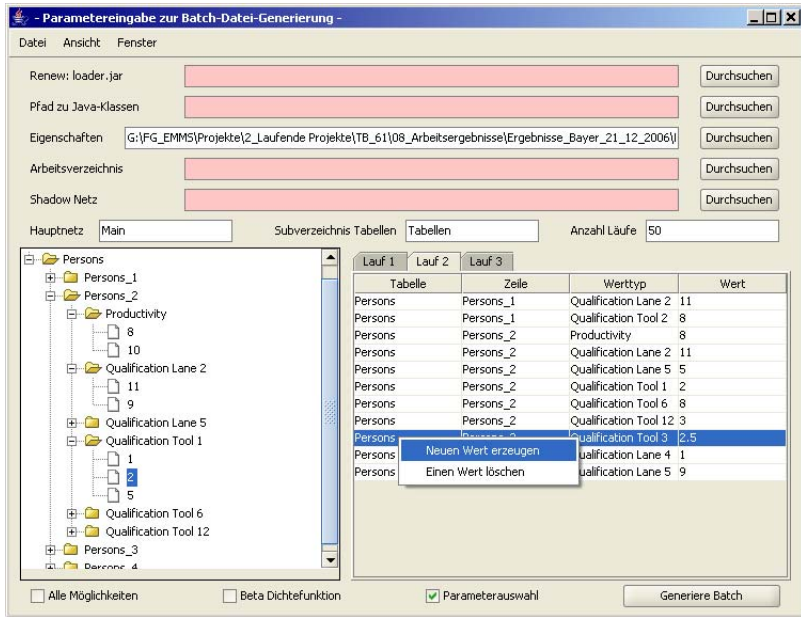 - Parametereingabe zur Batch-Datei-Generierung -
Datei Ansicht Fenster
Renew: loader.jar Durchsuchen
Pfad zu Java-Klassen Durchsuchen
Eigenschaften G:\FG_EMMS\Projekte\2_Laufende Projekte\TB_61\08_Arbeitsergebnisse\Ergebnisse_Bayer_21_12_2006\ Durchsuchen
Arbeitsverzeichnis Durchsuchen
Shadow Netz Durchsuchen
Hauptnetz Main Subverzeichnis Tabellen Tabellen Anzahl Läufe 50
Persons
Persons_1
Persons_2
Productivity
8
10
Qualification Lane 2
11
9
Qualification Lane 5
Qualification Tool 1
1
2
5
Qualification Tool 6
Qualification Tool 12
Persons_3
Persons_4
Lauf 1 Lauf 2 Lauf 3
Tabelle Zeile Werttyp Wert
Persons Persons_1 Qualification Lane 2 11
Persons Persons_1 Qualification Tool 2 8
Persons Persons_2 Productivity 8
Persons Persons_2 Qualification Lane 2 11
Persons Persons_2 Qualification Lane 5 5
Persons Persons_2 Qualification Tool 1 2
Persons Persons_2 Qualification Tool 6 8
Persons Persons_2 Qualification Tool 12 3
Persons Qualification Tool 3 2.5
Persons Qualification Lane 4 1
Persons Qualification Lane 5 9
Neuen Wert erzeugen
Einen Wert löschen
Alle Möglichkeiten Beta Dichtefunktion Parameterauswahl Generiere Batch